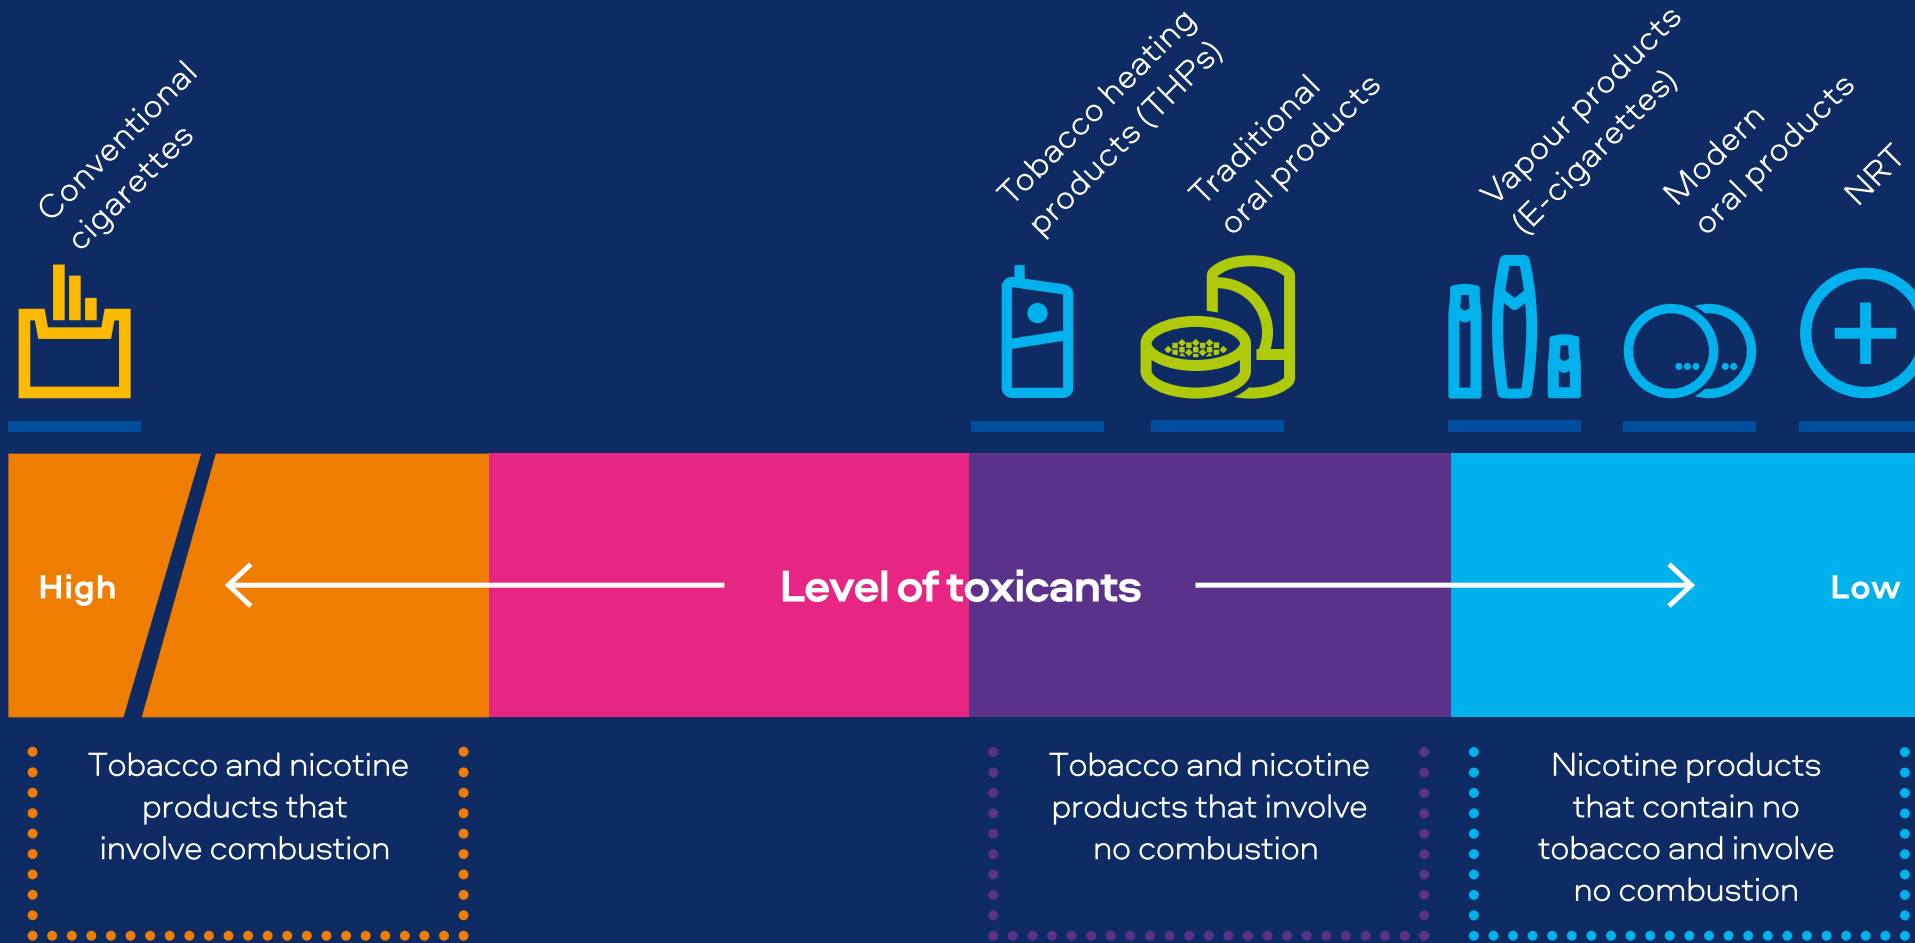 Conventional
cigarettes
Tobacco heating
products (THPs)
Traditional
oral products
Vapour products
(E-cigarettes)
Modern
oral products
NRT
High
Level of toxicants
Low
Tobacco and nicotine
products that
involve combustion
Tobacco and nicotine
products that involve
no combustion
Nicotine products
that contain no
tobacco and involve
no combustion